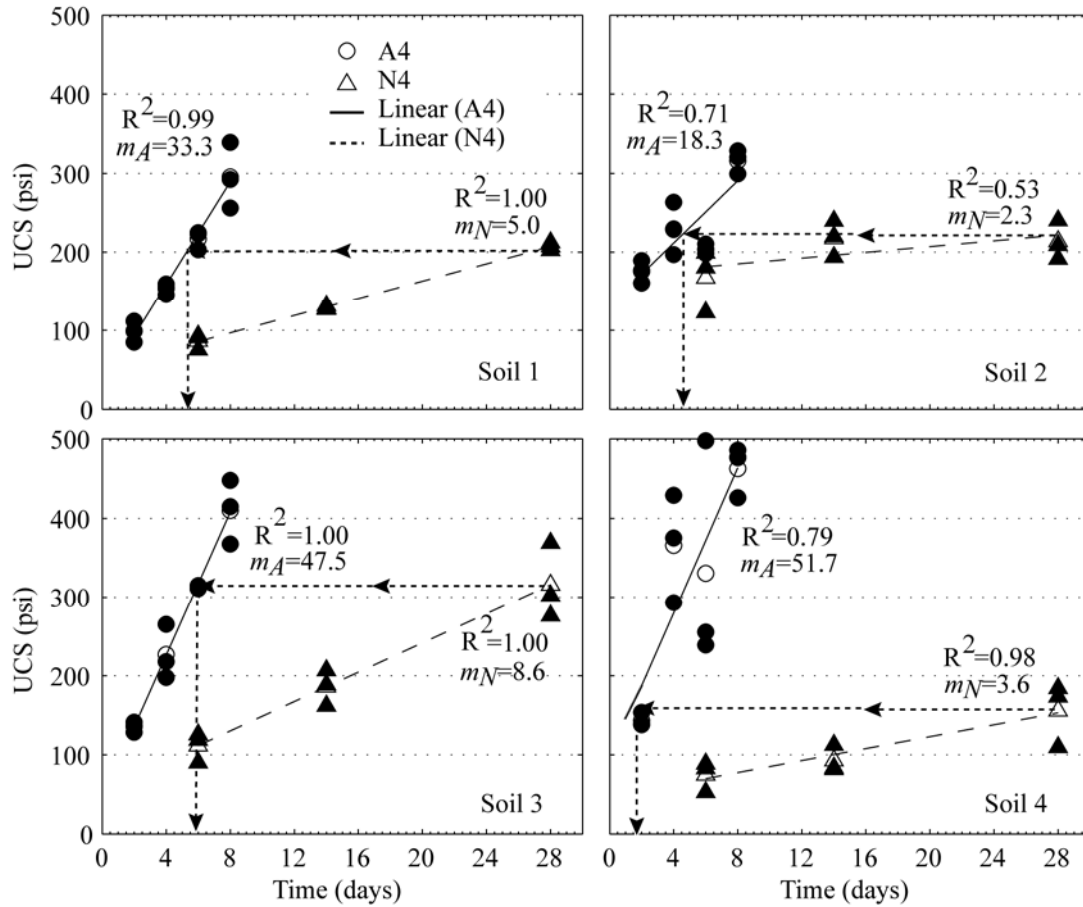 500
400
300
200
100
0
UCS (psi)
A4
N4
Linear (A4)
Linear (N4)
R2=0.99
mA=33.3
R2=1.00
mN=5.0
Soil 1
R2=0.71
mA=18.3
R2=0.53
mN=2.3
Soil 2
500
400
300
200
100
0
UCS (psi)
R2=1.00
mA=47.5
R2=1.00
mN=8.6
Soil 3
0 4 8 12 16 20 24 28
Time (days)
R2=0.79
mA=51.7
R2=0.98
mN=3.6
Soil 4
0 4 8 12 16 20 24 28
Time (days)